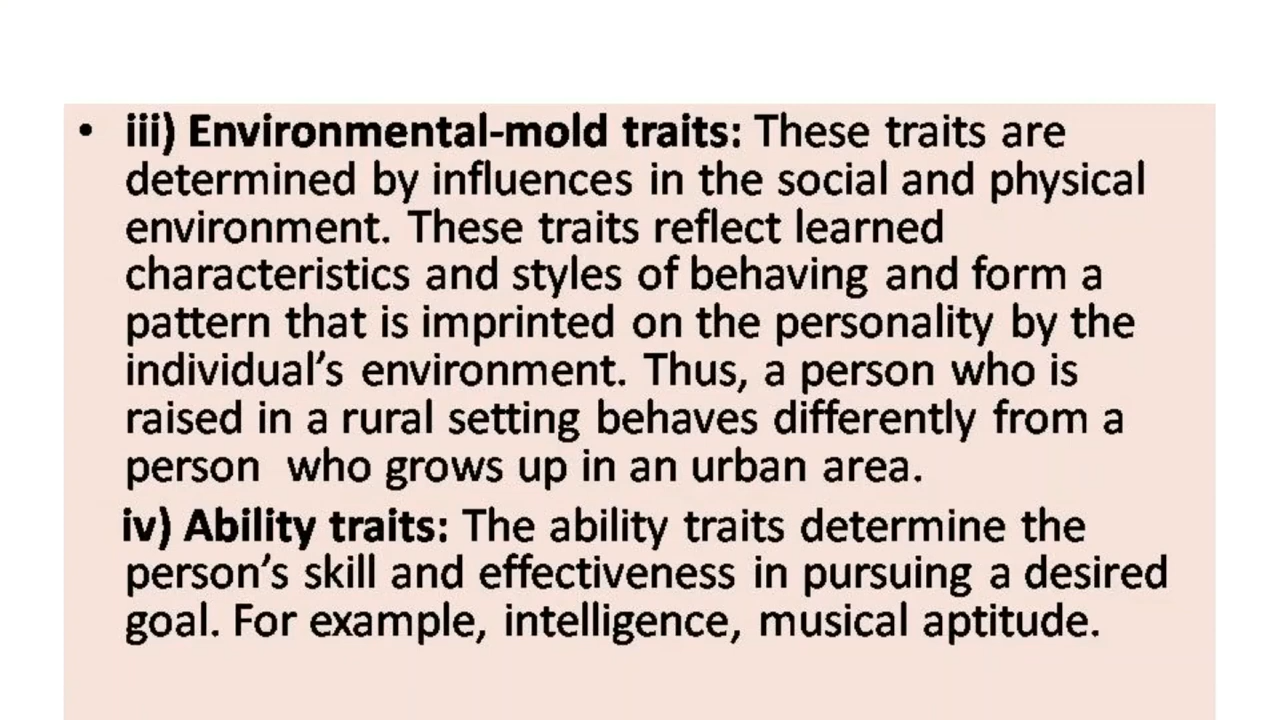 • iii) Environmental-mold traits: These traits are
determined by influences in the social and physical
environment. These traits reflect learned
characteristics and styles of behaving and form a
pattern that is imprinted on the personality by the
individual’s environment. Thus, a person who is
raised in a rural setting behaves differently from a
person who grows up in an urban area.
iv) Ability traits: The ability traits determine the
person’s skill and effectiveness in pursuing a desired
goal. For example, intelligence, musical aptitude.